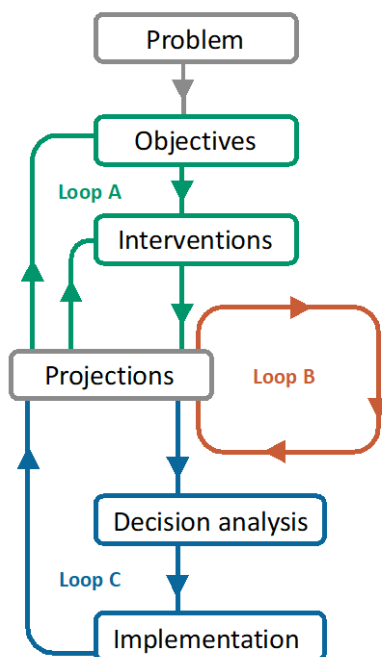 Problem
Objectives
Loop A
Interventions
Projections
Loop B
Decision analysis
Loop C
Implementation